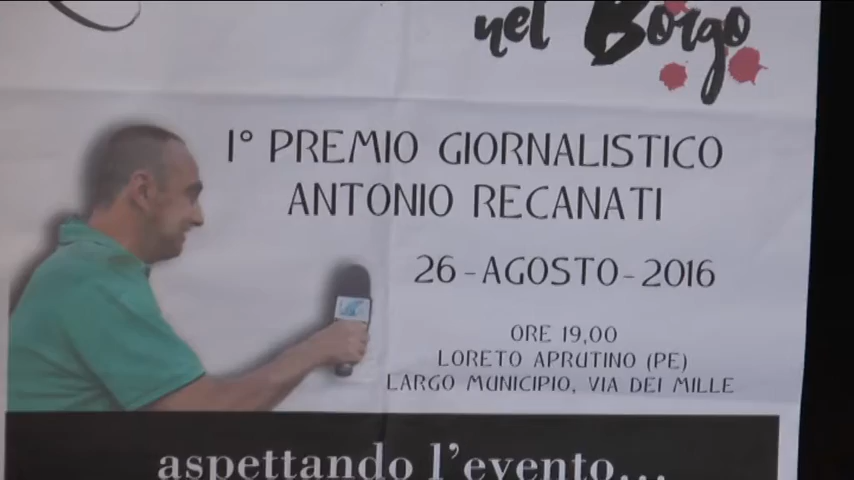 nel Borgo
1° PREMIO GIORNALISTICO
ANTONIO RECANATI
26-AGOSTO-2016
ORE 19,00
LORETO APRUTINO (PE)
LARGO MUNICIPIO, VIA DEI MILLE
aspettando l'evento...